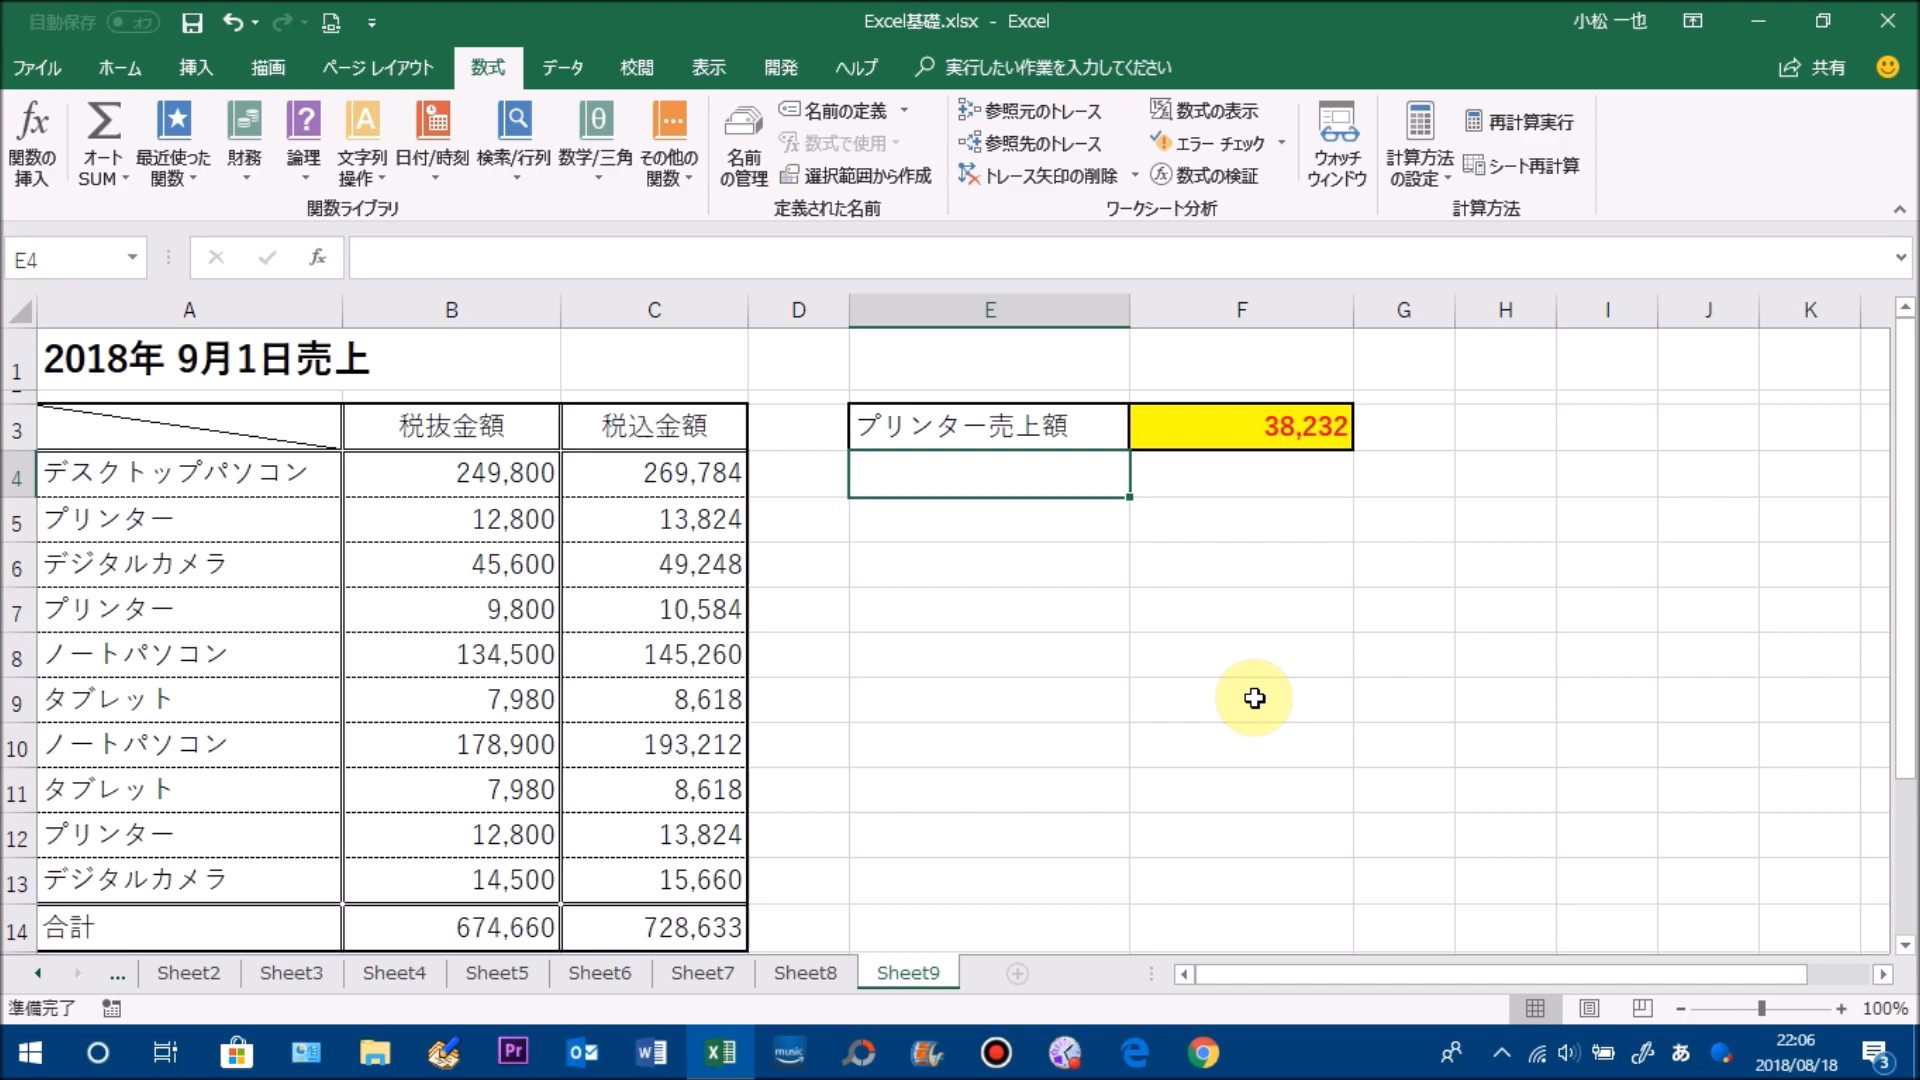 自動保存 オフ
Excel基礎.xlsx - Excel
小松 一也
ファイル ホーム 挿入 描画 ページ レイアウト 数式 データ 校閲 表示 開発 ヘルプ 実行したい作業を入力してください 共有
関数の挿入 オート SUM 最近使った関数 財務 論理 文字列操作 日付/時刻 検索/行列 数学/三角 その他の関数
関数ライブラリ
名前の管理 名前の定義 数式で使用 選択範囲から作成
定義された名前
参照元のトレース 数式の表示
参照先のトレース エラー チェック
トレース矢印の削除 数式の検証
ウォッチウィンドウ
ワークシート分析
計算方法の設定 再計算実行 シート再計算
計算方法
E4 fx
A B C D E F G H I J K
1 2018年 9月1日売上
3 税抜金額 税込金額 プリンター売上額 38,232
4 デスクトップパソコン 249,800 269,784
5 プリンター 12,800 13,824
6 デジタルカメラ 45,600 49,248
7 プリンター 9,800 10,584
8 ノートパソコン 134,500 145,260
9 タブレット 7,980 8,618
10 ノートパソコン 178,900 193,212
11 タブレット 7,980 8,618
12 プリンター 12,800 13,824
13 デジタルカメラ 14,500 15,660
14 合計 674,660 728,633
... Sheet2 Sheet3 Sheet4 Sheet5 Sheet6 Sheet7 Sheet8 Sheet9
準備完了 100%
Pr music あ 22:06
2018/08/18 3